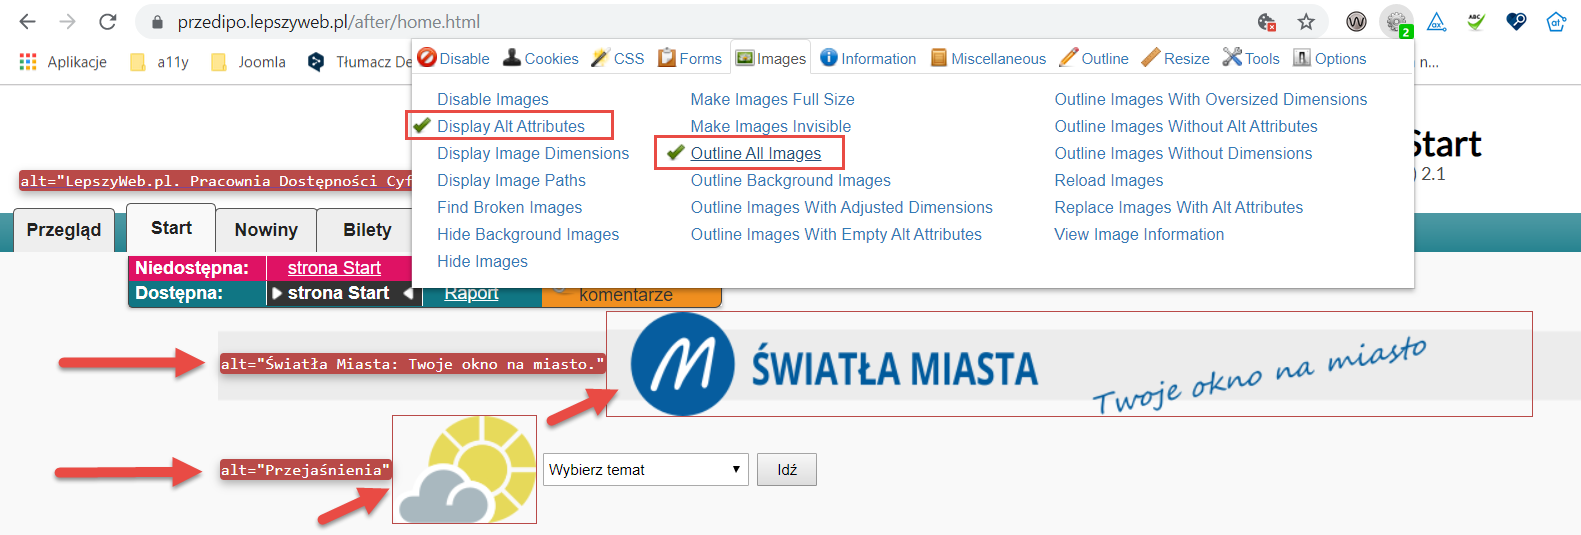 przedipo.lepszyweb.pl/after/home.html
ABC
2
Aplikacje a11y Joomla Tłumacz De n...
Disable Cookies CSS Forms Images Information Miscellaneous Outline Resize Tools Options
Disable Images Make Images Full Size Outline Images With Oversized Dimensions
Display Alt Attributes Make Images Invisible Outline Images Without Alt Attributes
Display Image Dimensions Outline All Images Outline Images Without Dimensions
Display Image Paths Outline Background Images Reload Images
Find Broken Images Outline Images With Adjusted Dimensions Replace Images With Alt Attributes
Hide Background Images Outline Images With Empty Alt Attributes View Image Information
Hide Images
Start
) 2.1
alt="LepszyWeb.pl. Pracownia Dostępności Cyf
Przegląd Start Nowiny Bilety
Niedostępna: strona Start
Dostępna: strona Start Raport komentarze
alt="Światła Miasta: Twoje okno na miasto." M ŚWIATŁA MIASTA Twoje okno na miasto
alt="Przejaśnienia" Wybierz temat Idź